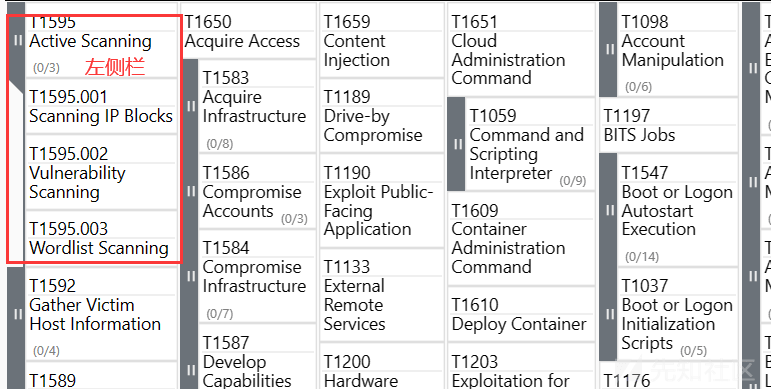 T1595
Active Scanning
(0/3)
左侧栏
T1595.001
Scanning IP Blocks
T1595.002
Vulnerability
Scanning
T1595.003
Wordlist Scanning
T1592
Gather Victim
Host Information
(0/4)
T1589
T1650
Acquire Access
T1583
Acquire
Infrastructure
(0/8)
T1586
Compromise
Accounts
(0/3)
T1584
Compromise
Infrastructure
(0/7)
T1587
Develop
Capabilities
T1659
Content
Injection
T1189
Drive-by
Compromise
T1190
Exploit Public-
Facing
Application
T1133
External
Remote
Services
T1200
Hardware
T1651
Cloud
Administration
Command
T1059
Command and
Scripting
Interpreter
(0/9)
T1609
Container
Administration
Command
T1610
Deploy Container
T1203
Exploitation for
T1098
Account
Manipulation
(0/6)
T1197
BITS Jobs
T1547
Boot or Logon
Autostart
Execution
(0/14)
T1037
Boot or Logon
Initialization
Scripts
(0/5)
T1176
先知社区